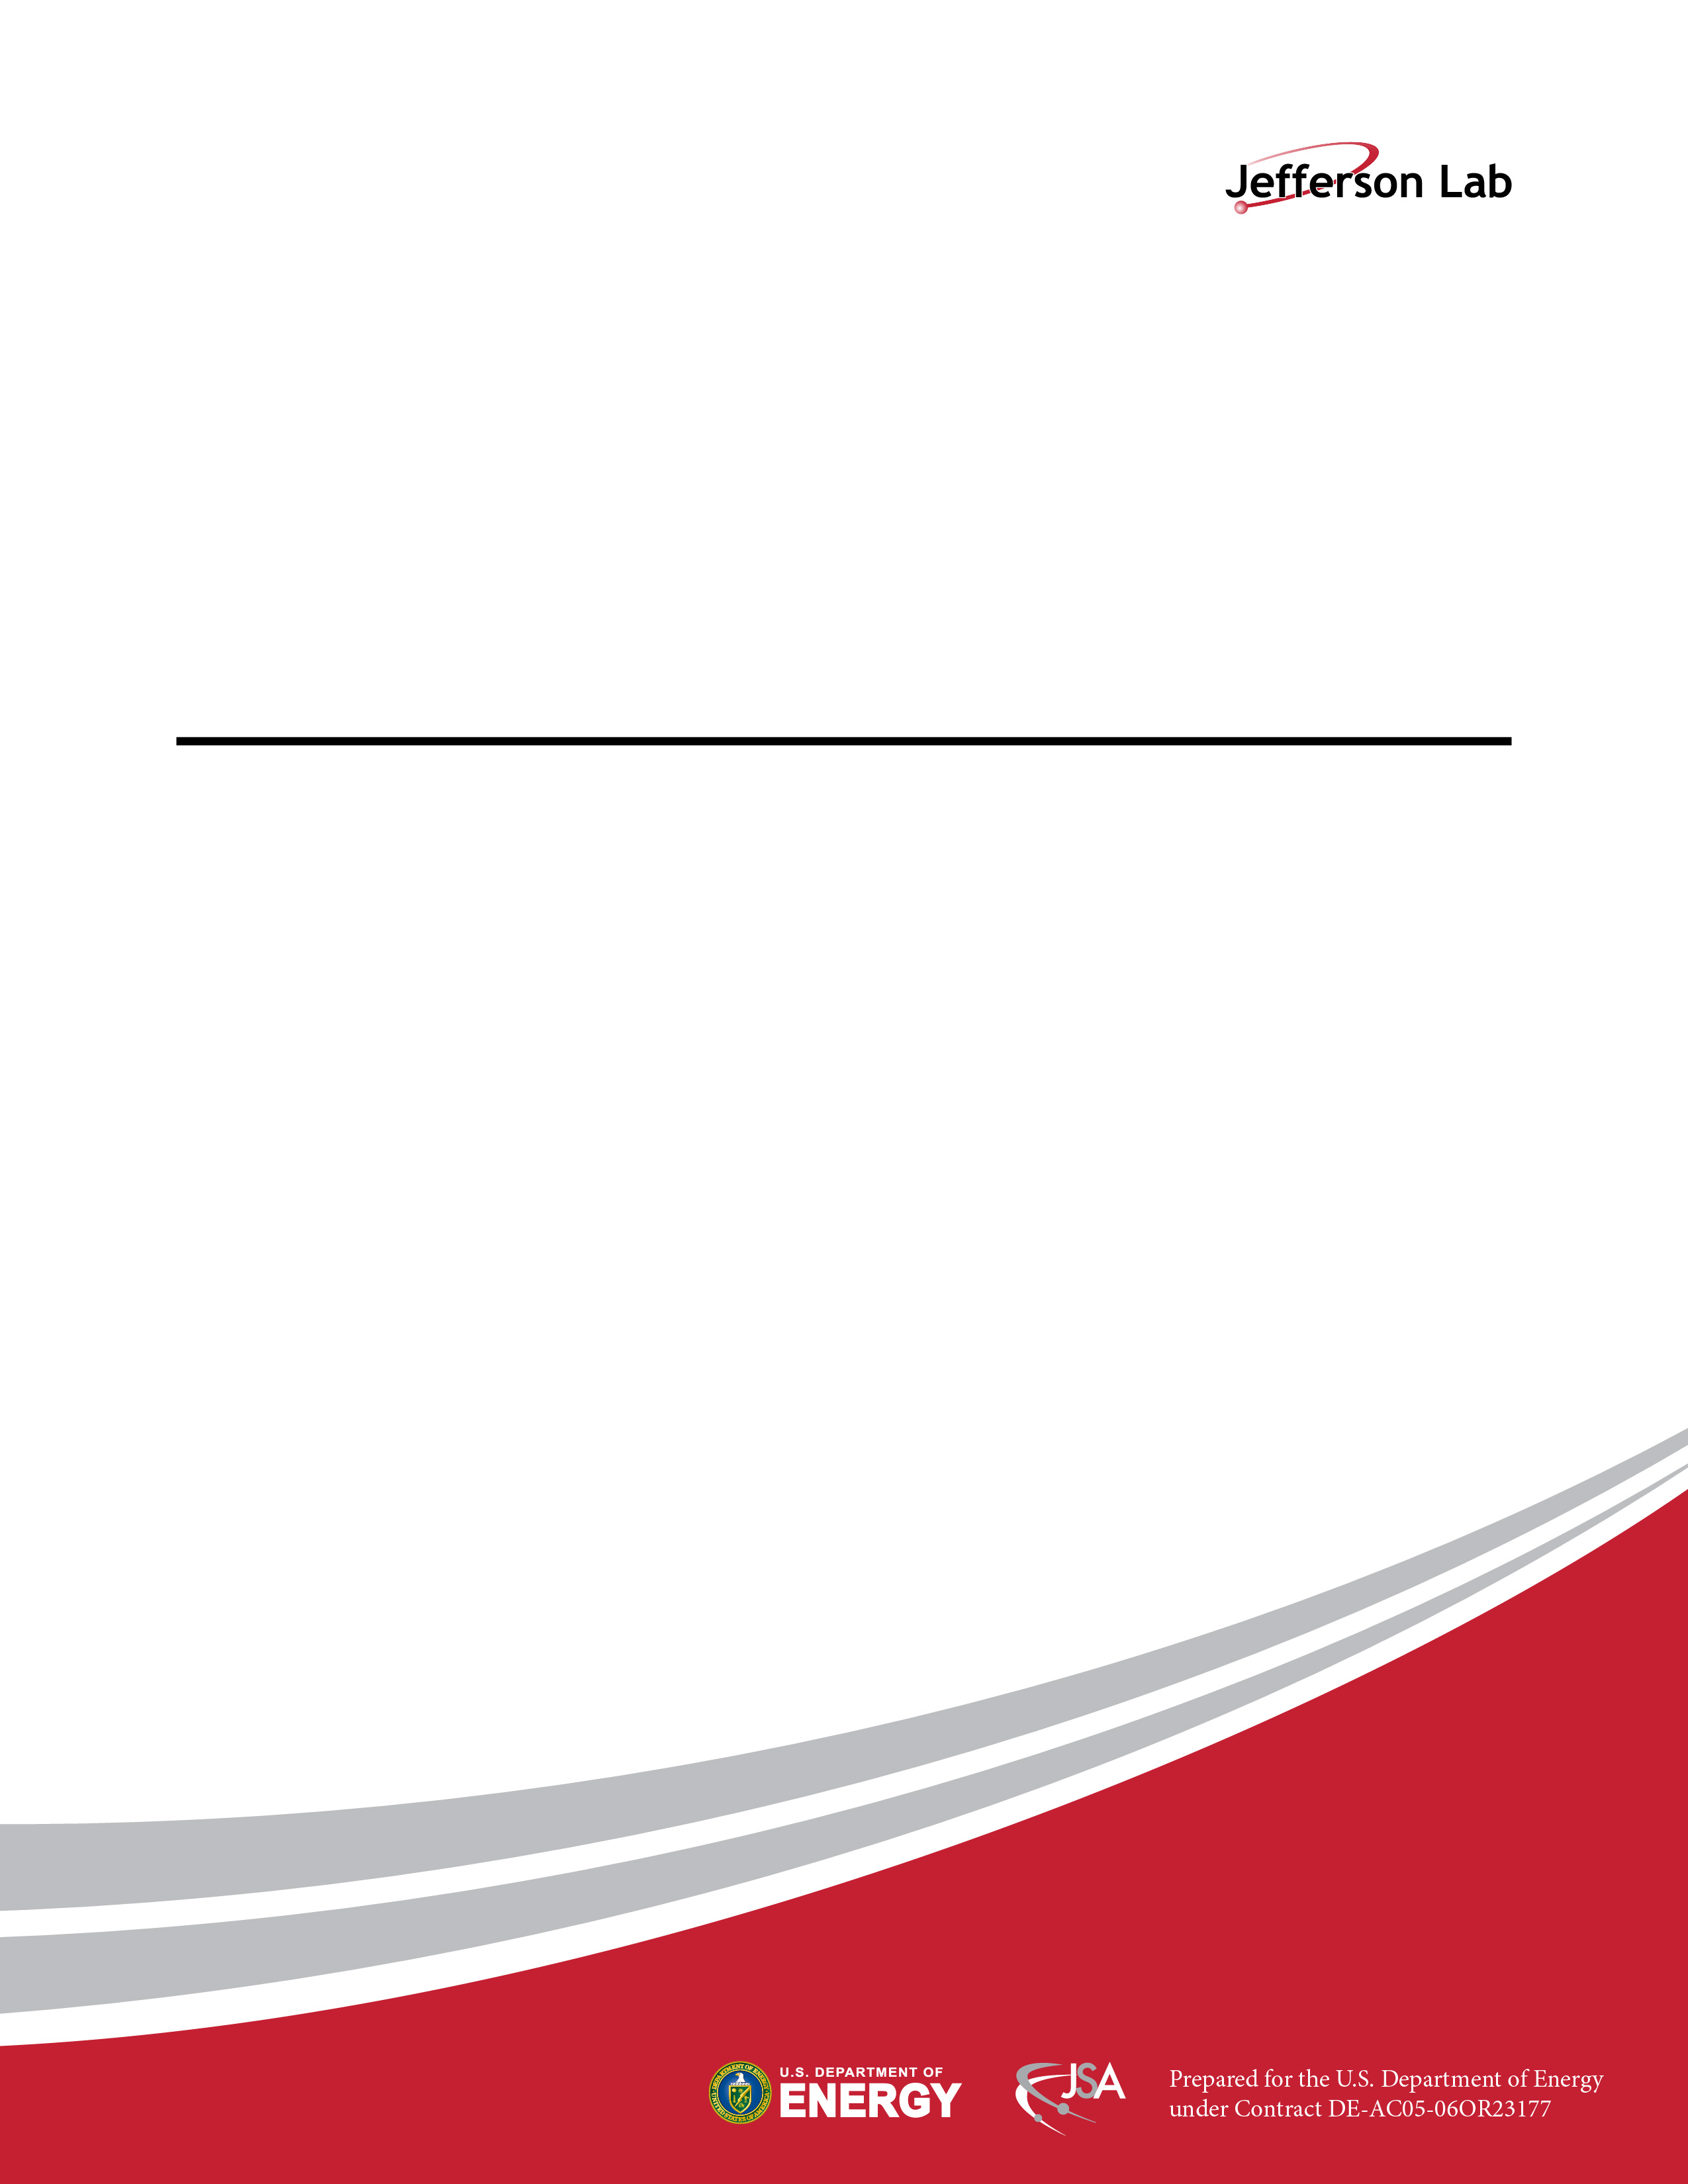 Jefferson Lab
U.S. DEPARTMENT OF
ENERGY
JSA
Prepared for the U.S. Department of Energy
under Contract DE-AC05-06OR23177